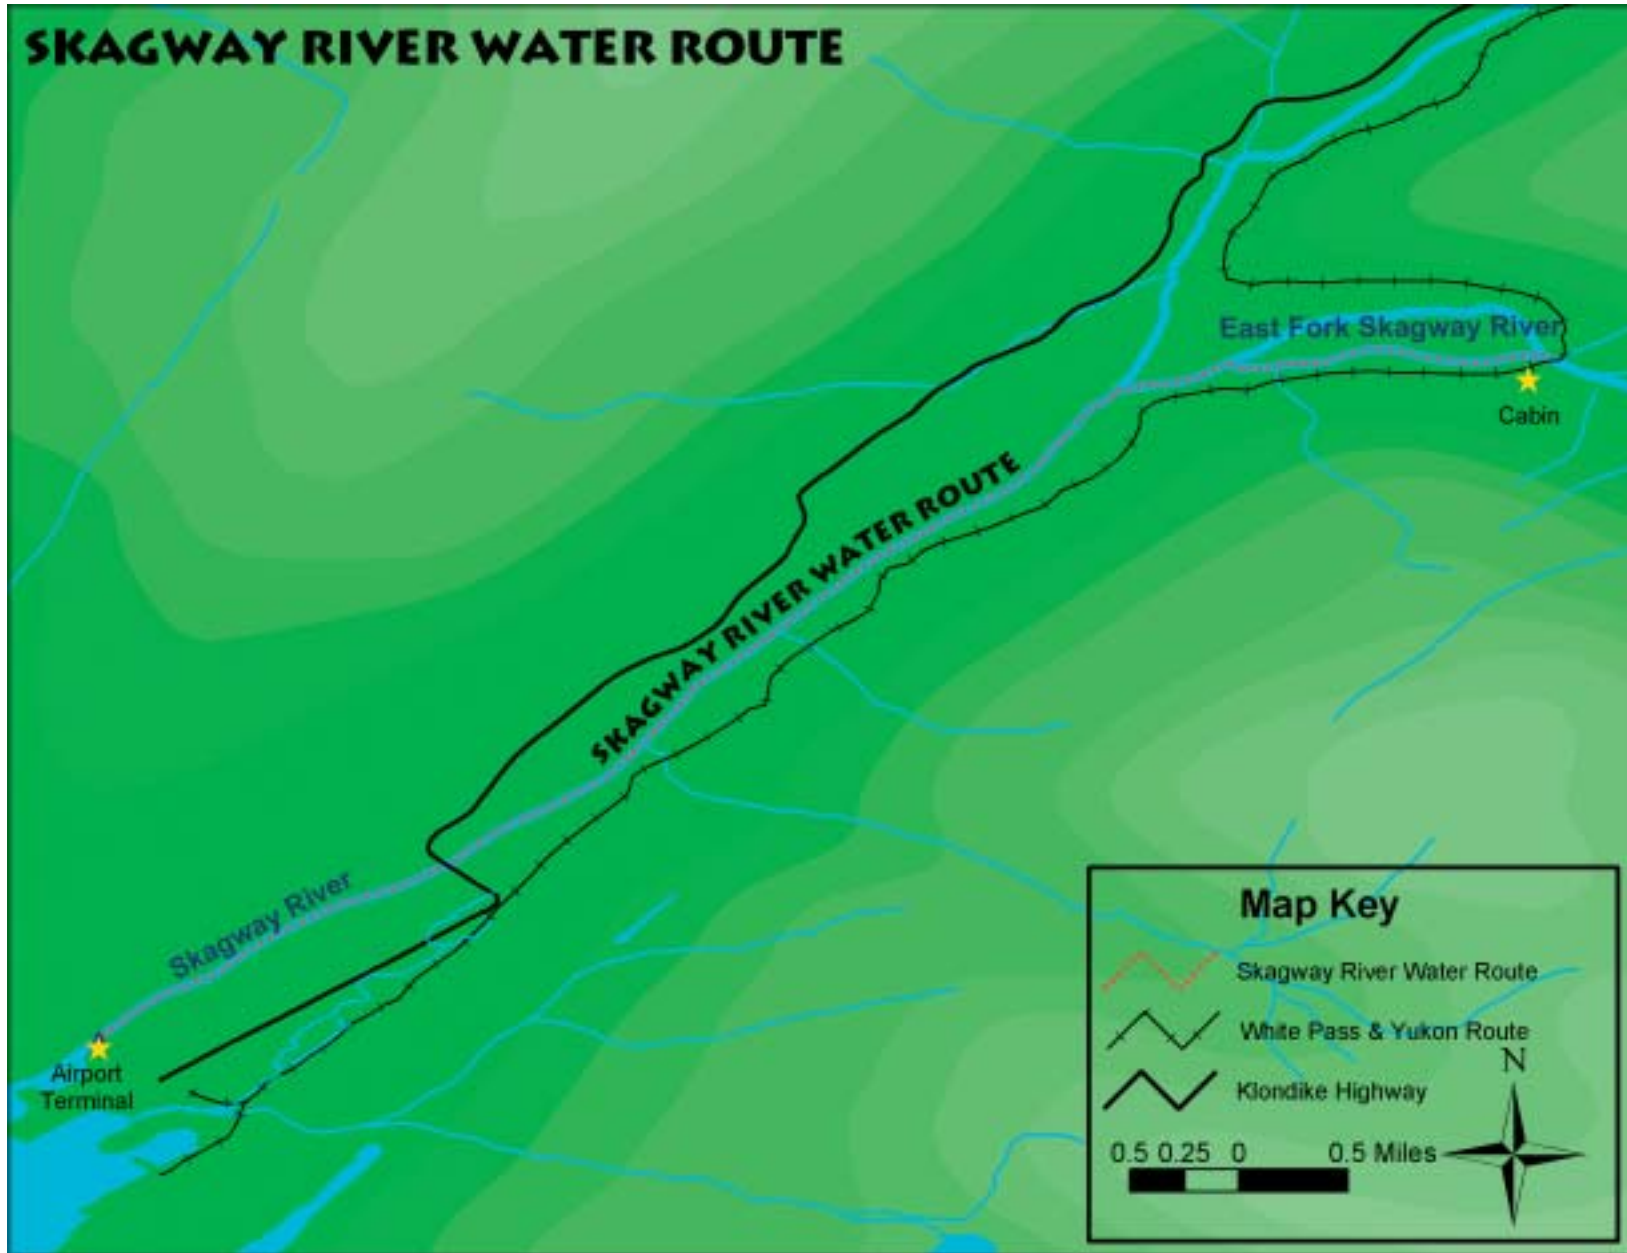 SKAGWAY RIVER WATER ROUTE
East Fork Skagway River
Cabin
SKAGWAY RIVER WATER ROUTE
Skagway River
Airport
Terminal
Map Key
Skagway River Water Route
White Pass & Yukon Route
N
Klondike Highway
0.5 0.25 0 0.5 Miles